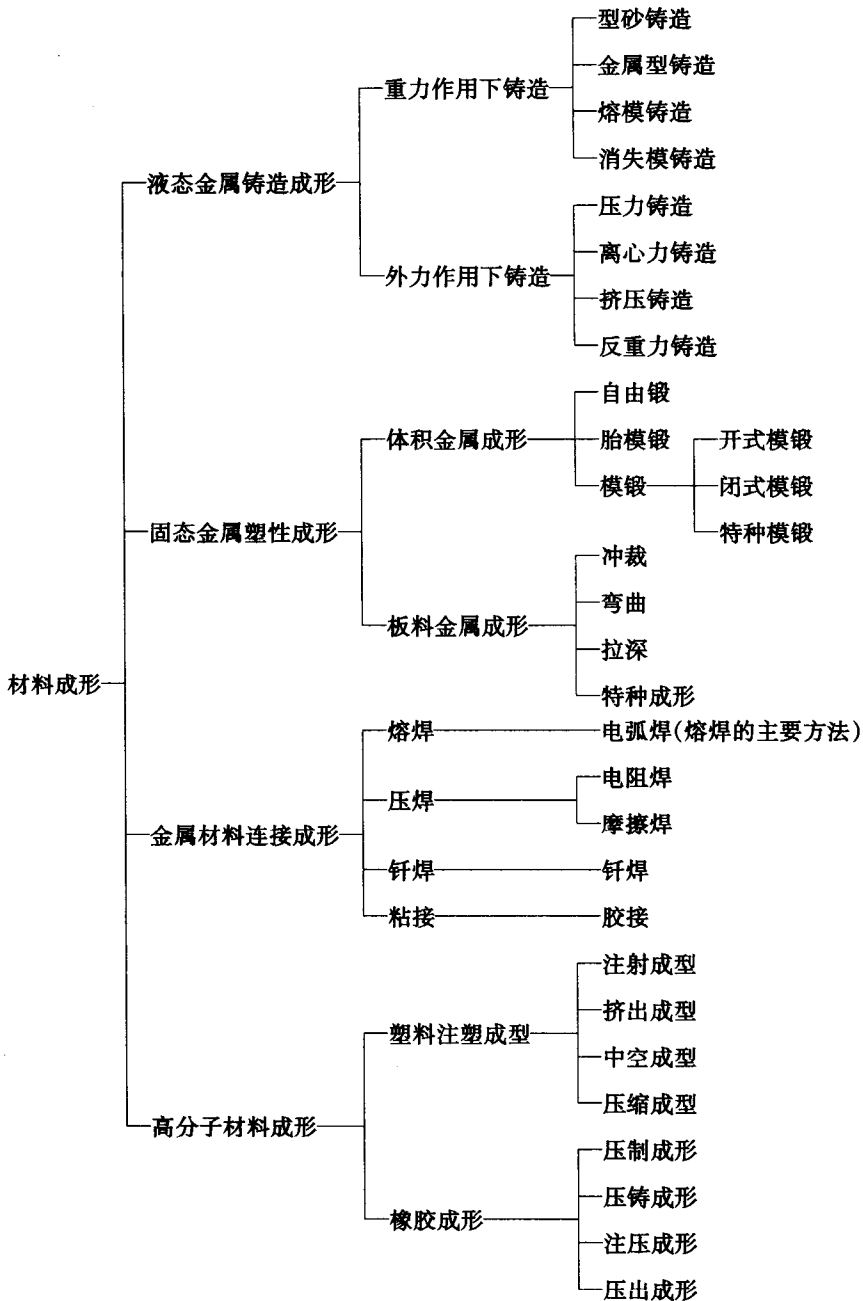 材料成形
液态金属铸造成形
重力作用下铸造
型砂铸造
金属型铸造
熔模铸造
消失模铸造
外力作用下铸造
压力铸造
离心力铸造
挤压铸造
反重力铸造
固态金属塑性成形
体积金属成形
自由锻
胎模锻
模锻
开式模锻
闭式模锻
特种模锻
板料金属成形
冲裁
弯曲
拉深
特种成形
金属材料连接成形
熔焊
电弧焊(熔焊的主要方法)
压焊
电阻焊
摩擦焊
钎焊
钎焊
粘接
胶接
高分子材料成形
塑料注塑成型
注射成型
挤出成型
中空成型
压缩成型
橡胶成形
压制成形
压铸成形
注压成形
压出成形